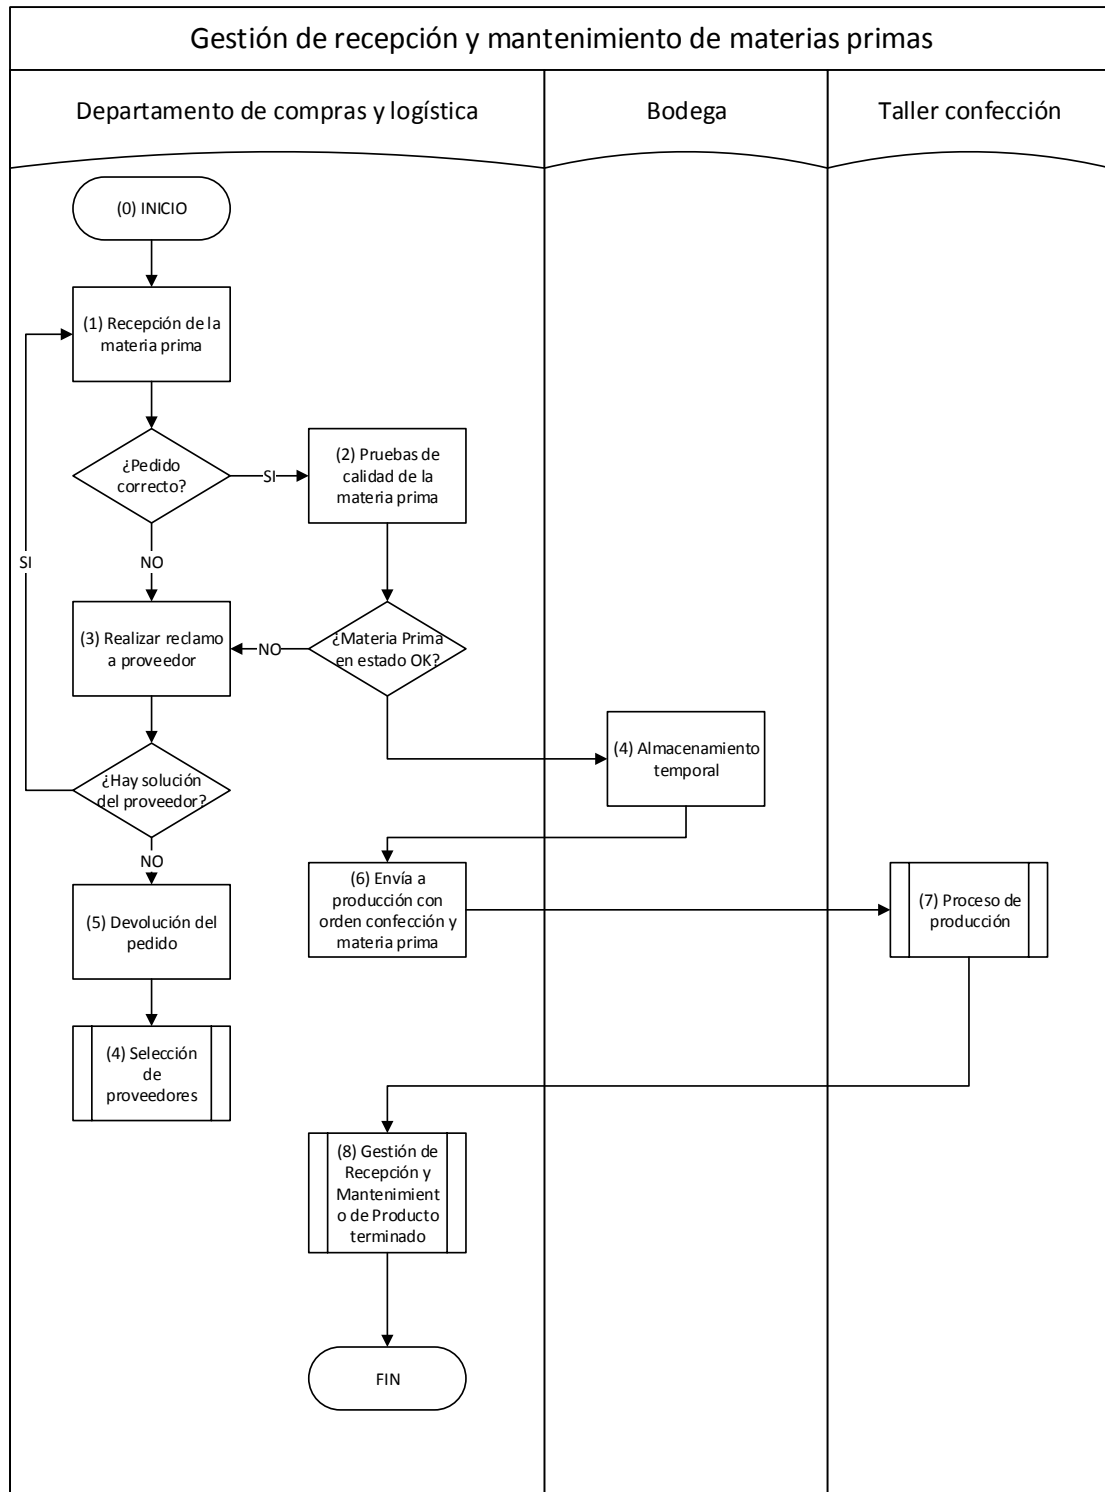 Gestión de recepción y mantenimiento de materias primas
Departamento de compras y logística
Bodega
Taller confección
(0) INICIO
(1) Recepción de la
materia prima
¿Pedido
correcto?
SI
(2) Pruebas de
calidad de la
materia prima
SI
NO
(3) Realizar reclamo
a proveedor
NO
¿Materia Prima
en estado OK?
(4) Almacenamiento
temporal
¿Hay solución
del proveedor?
NO
(6) Envía a
producción con
orden confección y
materia prima
(7) Proceso de
producción
(5) Devolución del
pedido
(4) Selección
de
proveedores
(8) Gestión de
Recepción y
Mantenimient
o de Producto
terminado
FIN